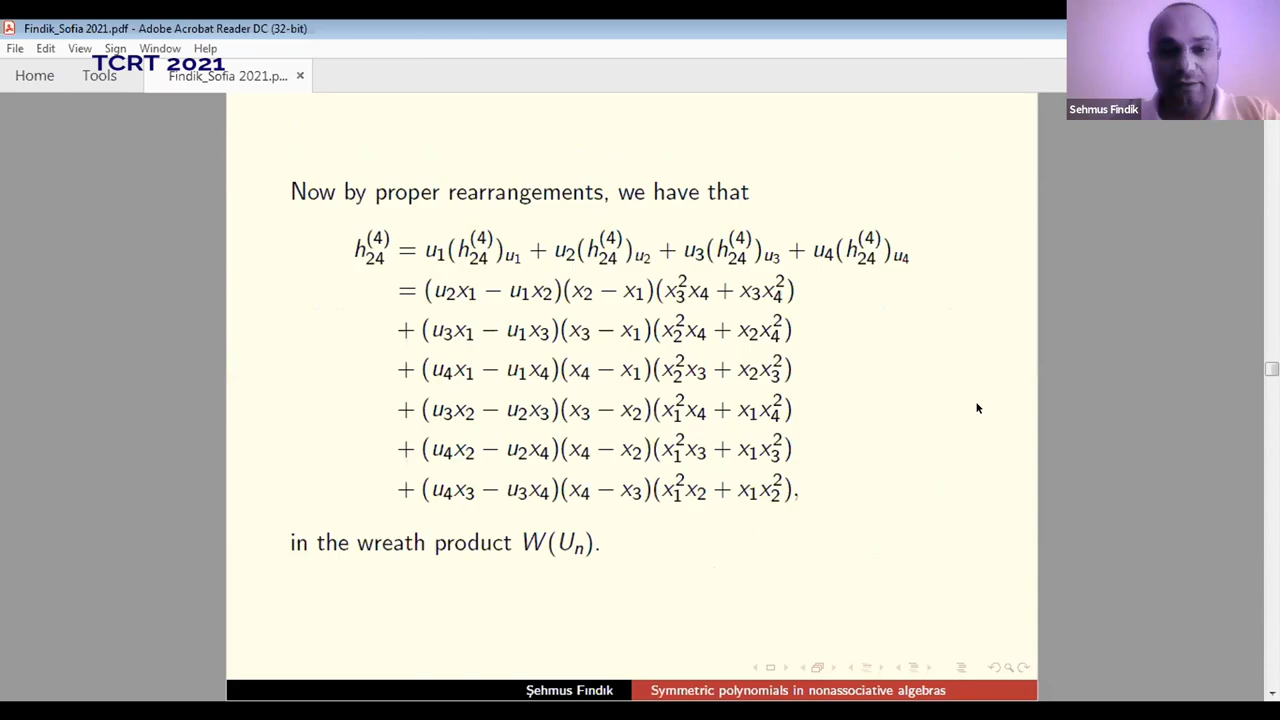 Findik_Sofia 2021.pdf - Adobe Acrobat Reader DC (32-bit)
File Edit View Sign Window Help
TCRT 2021
Home Tools Findik_Sofia 2021.p... ×
Sehmus Findik
Now by proper rearrangements, we have that
h_{24}^{(4)} = u_1(h_{24}^{(4)})_{u_1} + u_2(h_{24}^{(4)})_{u_2} + u_3(h_{24}^{(4)})_{u_3} + u_4(h_{24}^{(4)})_{u_4}
= (u_2x_1 − u_1x_2)(x_2 − x_1)(x_3^2x_4 + x_3x_4^2)
+ (u_3x_1 − u_1x_3)(x_3 − x_1)(x_2^2x_4 + x_2x_4^2)
+ (u_4x_1 − u_1x_4)(x_4 − x_1)(x_2^2x_3 + x_2x_3^2)
+ (u_3x_2 − u_2x_3)(x_3 − x_2)(x_1^2x_4 + x_1x_4^2)
+ (u_4x_2 − u_2x_4)(x_4 − x_2)(x_1^2x_3 + x_1x_3^2)
+ (u_4x_3 − u_3x_4)(x_4 − x_3)(x_1^2x_2 + x_1x_2^2),
in the wreath product W(U_n).
Şehmus Fındık Symmetric polynomials in nonassociative algebras